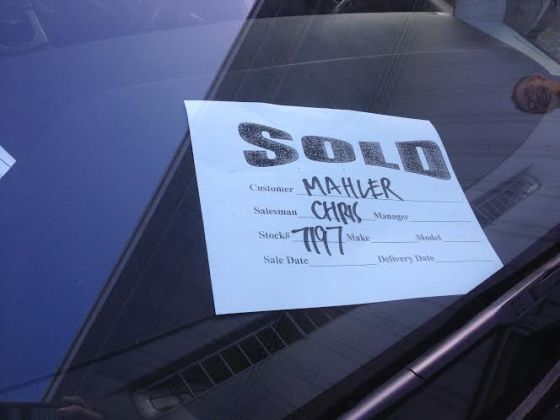 SOLD
Customer MAHLER
Salesman CHRIS Manager
Stock# 7197 Make Model
Sale Date Delivery Date